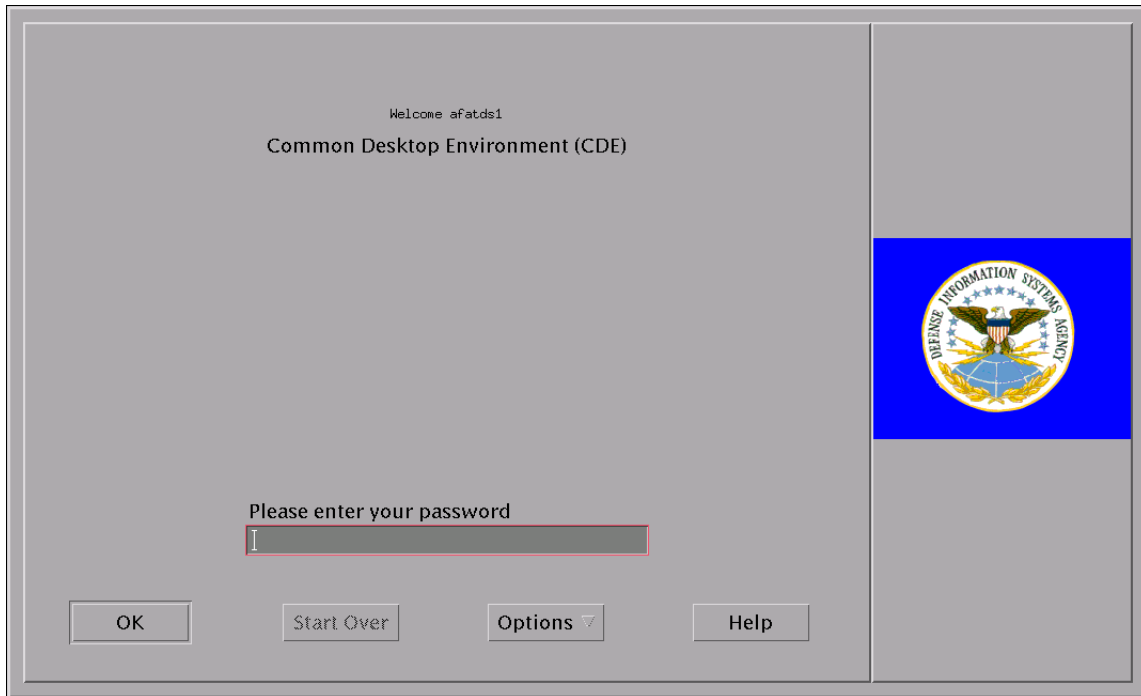 Welcome afatds1
Common Desktop Environment (CDE)
DEFENSE INFORMATION SYSTEMS AGENCY
Please enter your password
OK
Start Over
Options
Help